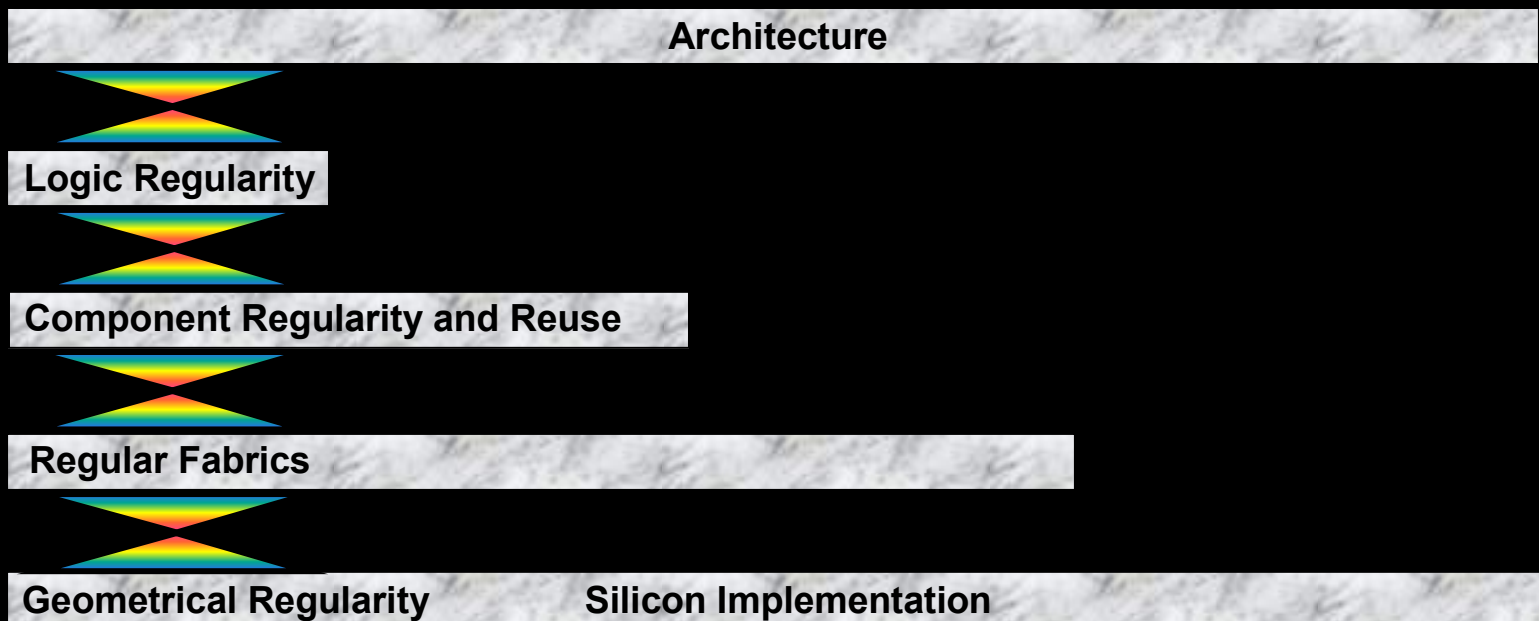 Architecture
Logic Regularity
Component Regularity and Reuse
Regular Fabrics
Geometrical Regularity Silicon Implementation